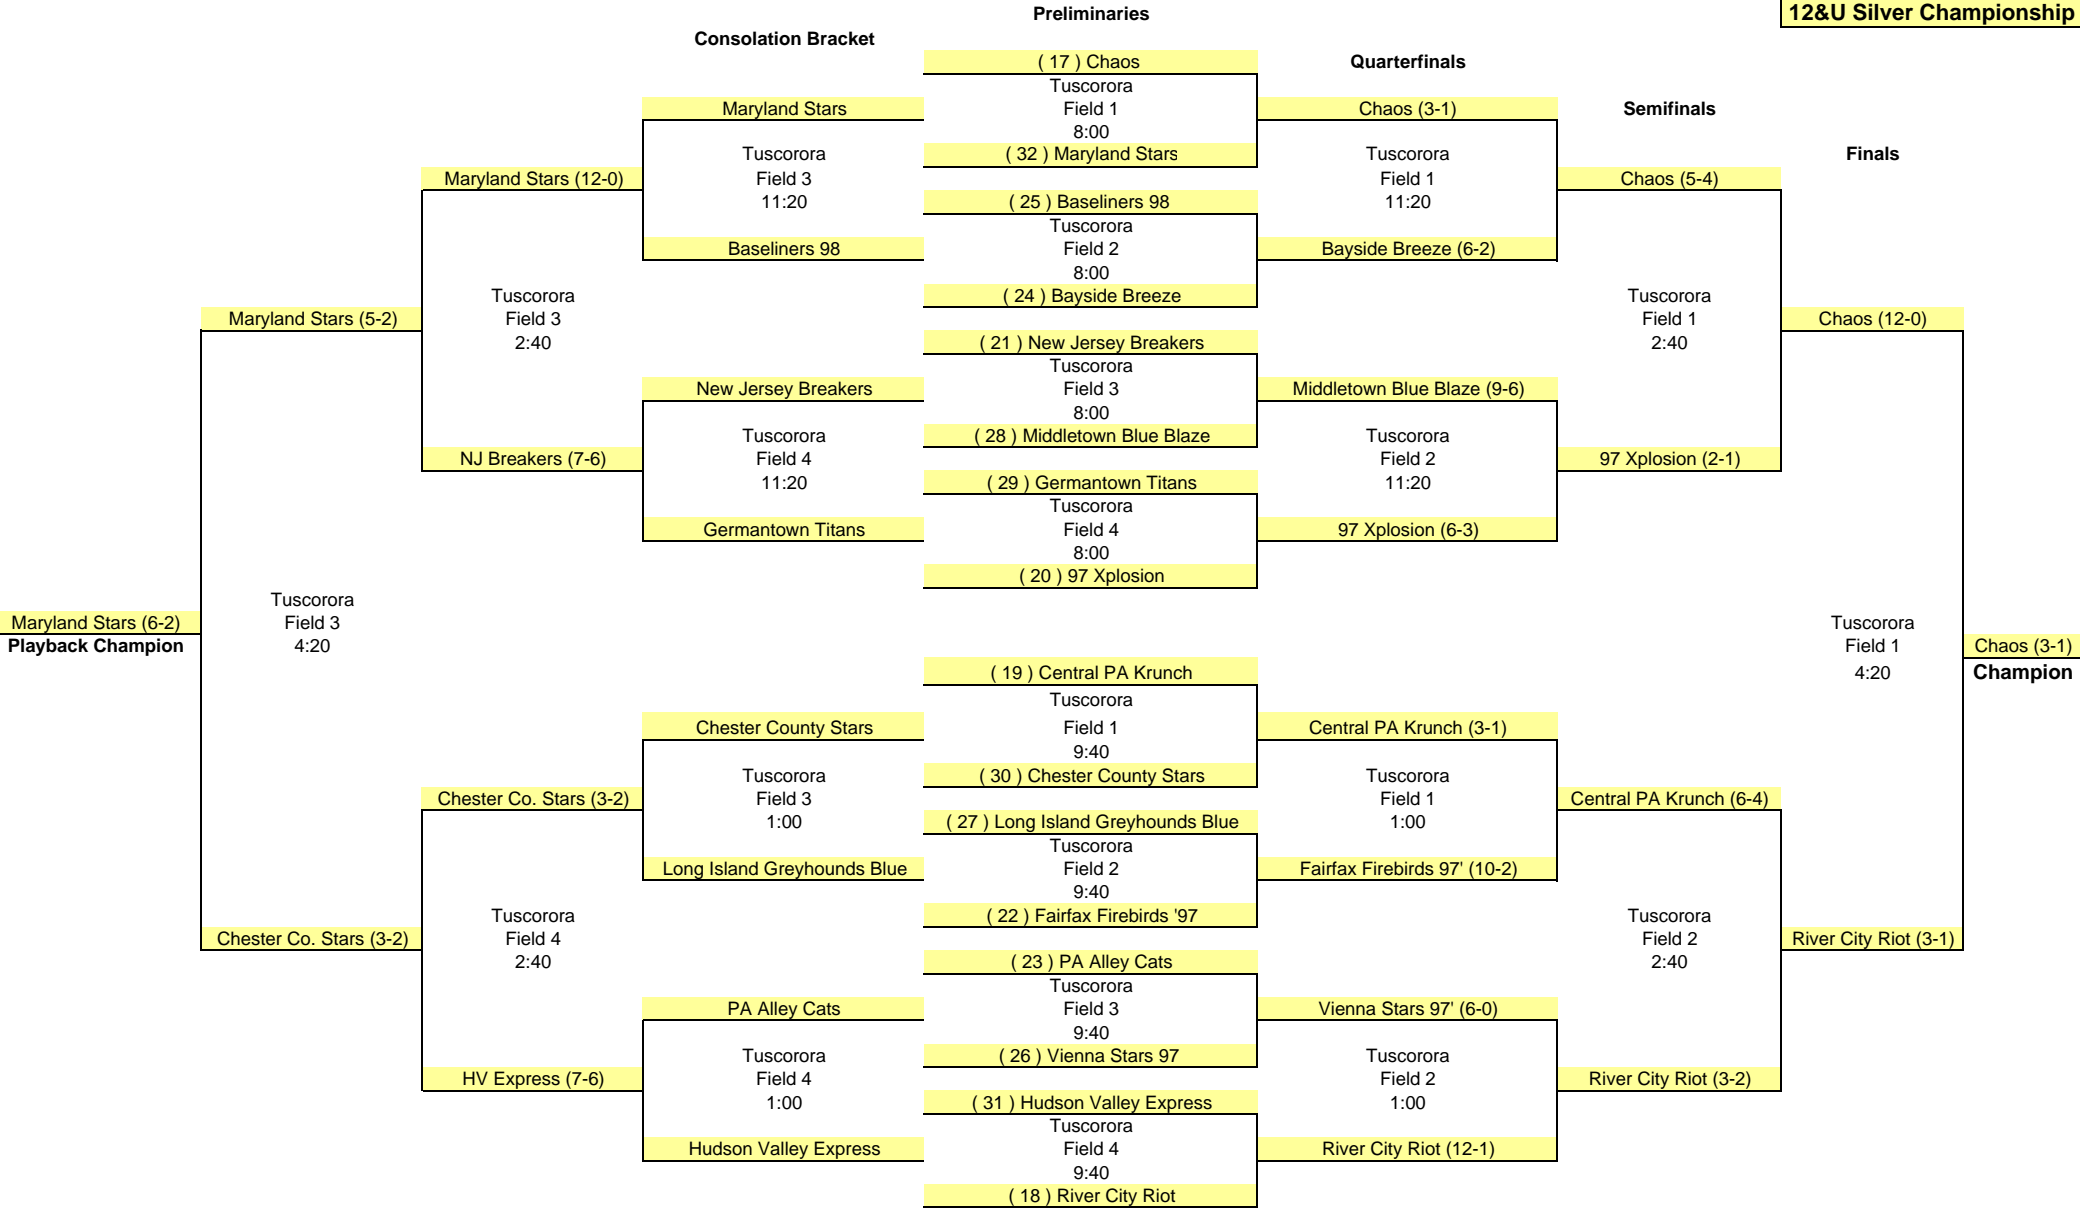 Preliminaries
12&U Silver Championship
Consolation Bracket
( 17 ) Chaos
Quarterfinals
Tuscorora
Maryland Stars
Field 1
Chaos (3-1)
Semifinals
8:00
Tuscorora
( 32 ) Maryland Stars
Tuscorora
Finals
Maryland Stars (12-0)
Field 3
Field 1
Chaos (5-4)
11:20
( 25 ) Baseliners 98
11:20
Tuscorora
Baseliners 98
Field 2
Bayside Breeze (6-2)
8:00
Tuscorora
( 24 ) Bayside Breeze
Tuscorora
Maryland Stars (5-2)
Field 3
Field 1
Chaos (12-0)
2:40
( 21 ) New Jersey Breakers
2:40
Tuscorora
New Jersey Breakers
Field 3
Middletown Blue Blaze (9-6)
8:00
Tuscorora
( 28 ) Middletown Blue Blaze
Tuscorora
NJ Breakers (7-6)
Field 4
Field 2
97 Xplosion (2-1)
11:20
( 29 ) Germantown Titans
11:20
Tuscorora
Germantown Titans
Field 4
97 Xplosion (6-3)
8:00
( 20 ) 97 Xplosion
Tuscorora
Maryland Stars (6-2)
Field 3
Tuscorora
Playback Champion
4:20
Field 1
Chaos (3-1)
( 19 ) Central PA Krunch
4:20
Champion
Tuscorora
Chester County Stars
Field 1
Central PA Krunch (3-1)
9:40
Tuscorora
( 30 ) Chester County Stars
Tuscorora
Chester Co. Stars (3-2)
Field 3
Field 1
Central PA Krunch (6-4)
1:00
( 27 ) Long Island Greyhounds Blue
1:00
Tuscorora
Long Island Greyhounds Blue
Field 2
Fairfax Firebirds 97' (10-2)
9:40
Tuscorora
( 22 ) Fairfax Firebirds '97
Tuscorora
Chester Co. Stars (3-2)
Field 4
Field 2
River City Riot (3-1)
2:40
( 23 ) PA Alley Cats
2:40
Tuscorora
PA Alley Cats
Field 3
Vienna Stars 97' (6-0)
9:40
Tuscorora
( 26 ) Vienna Stars 97
Tuscorora
HV Express (7-6)
Field 4
Field 2
River City Riot (3-2)
1:00
( 31 ) Hudson Valley Express
1:00
Tuscorora
Hudson Valley Express
Field 4
River City Riot (12-1)
9:40
( 18 ) River City Riot